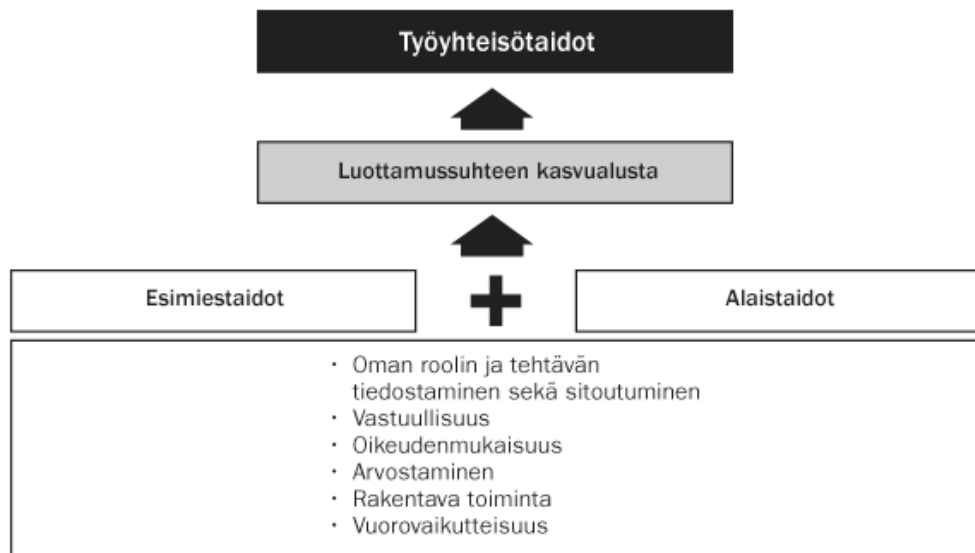 Työyhteisötaidot
Luottamussuhteen kasvualusta
Esimiestaidot
Alaistaidot
· Oman roolin ja tehtävän
tiedostaminen sekä sitoutuminen
· Vastuullisuus
· Oikeudenmukaisuus
· Arvostaminen
· Rakentava toiminta
· Vuorovaikutteisuus